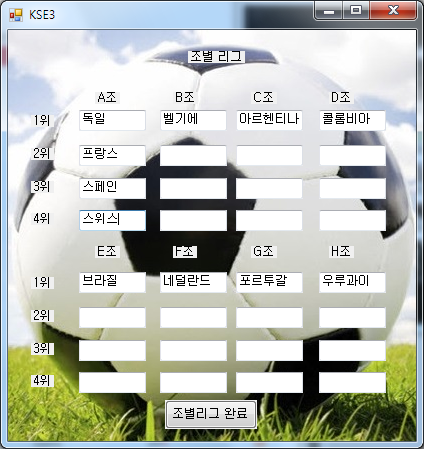 KSE3
조별 리그
A조 B조 C조 D조
1위 독일 벨기에 아르헨티나 콜롬비아
2위 프랑스
3위 스페인
4위 스위스
E조 F조 G조 H조
1위 브라질 네덜란드 포르투갈 우루과이
2위
3위
4위
조별리그 완료